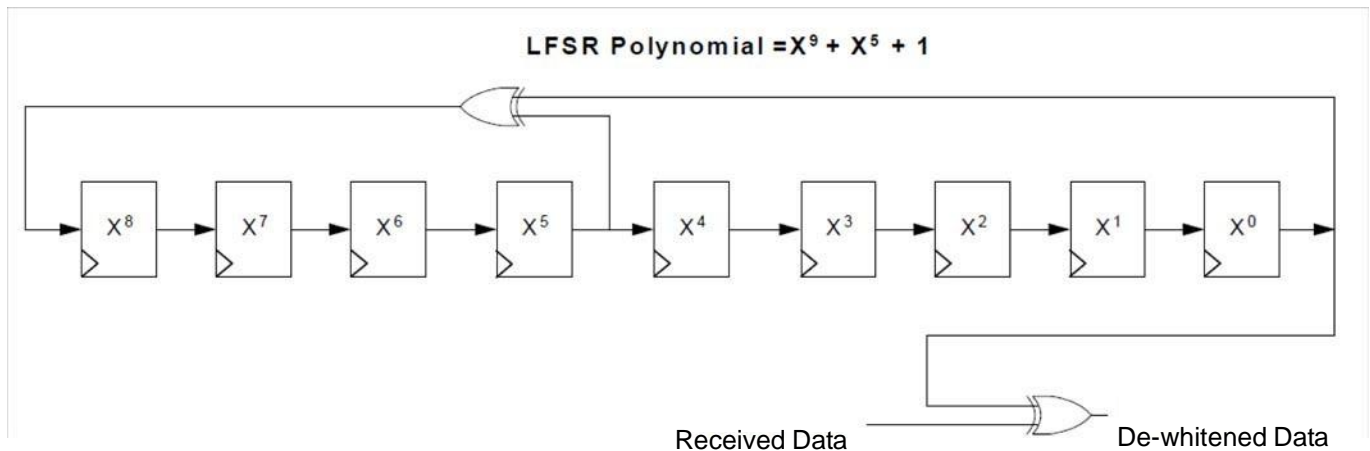 LFSR Polynomial =X⁹ + X⁵ + 1
X⁸ X⁷ X⁶ X⁵ X⁴ X³ X² X¹ X⁰
Received Data De-whitened Data